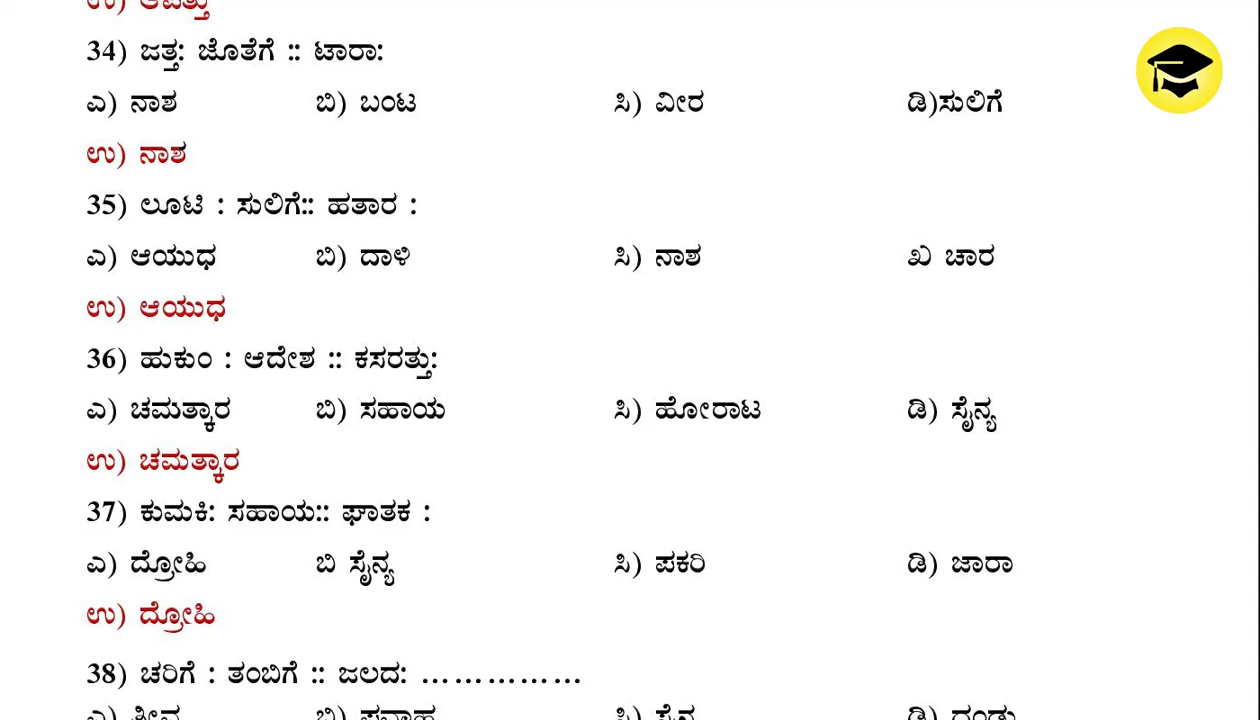 ಉ) ಆಪತ್ತು
34) ಜತ್ತ: ಜೊತೆಗೆ :: ಟಾರಾ:
ಎ) ನಾಶ ಬಿ) ಬಂಟ ಸಿ) ವೀರ ಡಿ)ಸುಲಿಗೆ
ಉ) ನಾಶ
35) ಲೂಟಿ : ಸುಲಿಗೆ:: ಹತಾರ :
ಎ) ಆಯುಧ ಬಿ) ದಾಳಿ ಸಿ) ನಾಶ ಖ ಚಾರ
ಉ) ಆಯುಧ
36) ಹುಕುಂ : ಆದೇಶ :: ಕಸರತ್ತು:
ಎ) ಚಮತ್ಕಾರ ಬಿ) ಸಹಾಯ ಸಿ) ಹೋರಾಟ ಡಿ) ಸೈನ್ಯ
ಉ) ಚಮತ್ಕಾರ
37) ಕುಮಕಿ: ಸಹಾಯ:: ಘಾತಕ :
ಎ) ದ್ರೋಹಿ ಬಿ ಸೈನ್ಯ ಸಿ) ಪಕರಿ ಡಿ) ಜಾರಾ
ಉ) ದ್ರೋಹಿ
38) ಚರಿಗೆ : ತಂಬಿಗೆ :: ಜಲದ: ……………
ಎ) ಬಿ) ಸಿ) ಡಿ) ದಂಡು